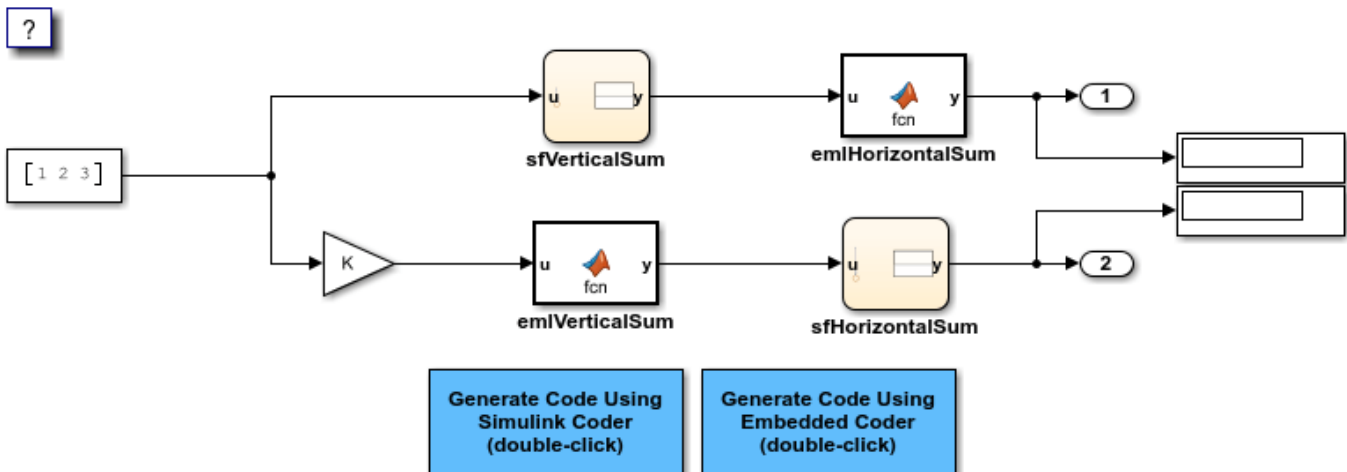 ?
u y
sfVerticalSum
u y
fcn
emlHorizontalSum
1
[1 2 3]
K
u y
fcn
emlVerticalSum
u y
sfHorizontalSum
2
Generate Code Using
Simulink Coder
(double-click)
Generate Code Using
Embedded Coder
(double-click)